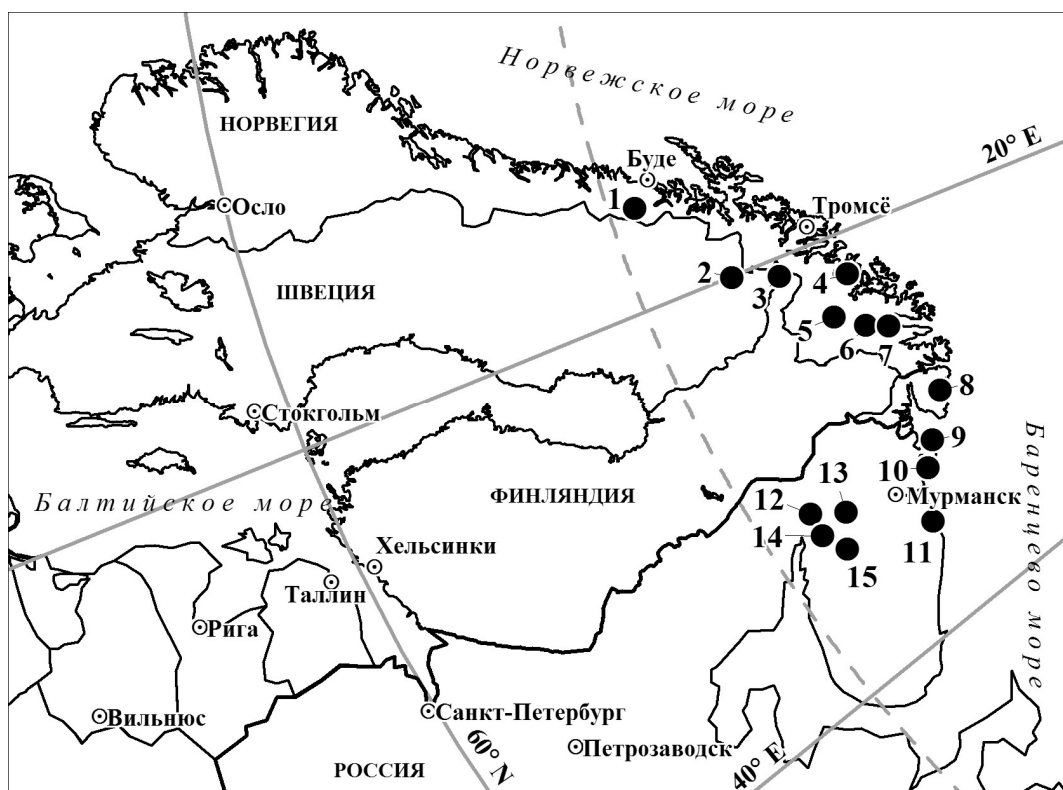 Норвежское море
НОРВЕГИЯ
20° E
Буде
1
Осло
Тромсё
2
3
4
ШВЕЦИЯ
5
6
7
8
Стокгольм
9
10
Балтийское море
ФИНЛЯНДИЯ
13
12
Мурманск
Баренцево море
Хельсинки
14
11
15
Таллин
Рига
Вильнюс
Санкт-Петербург
60° N
Петрозаводск
40° E
РОССИЯ